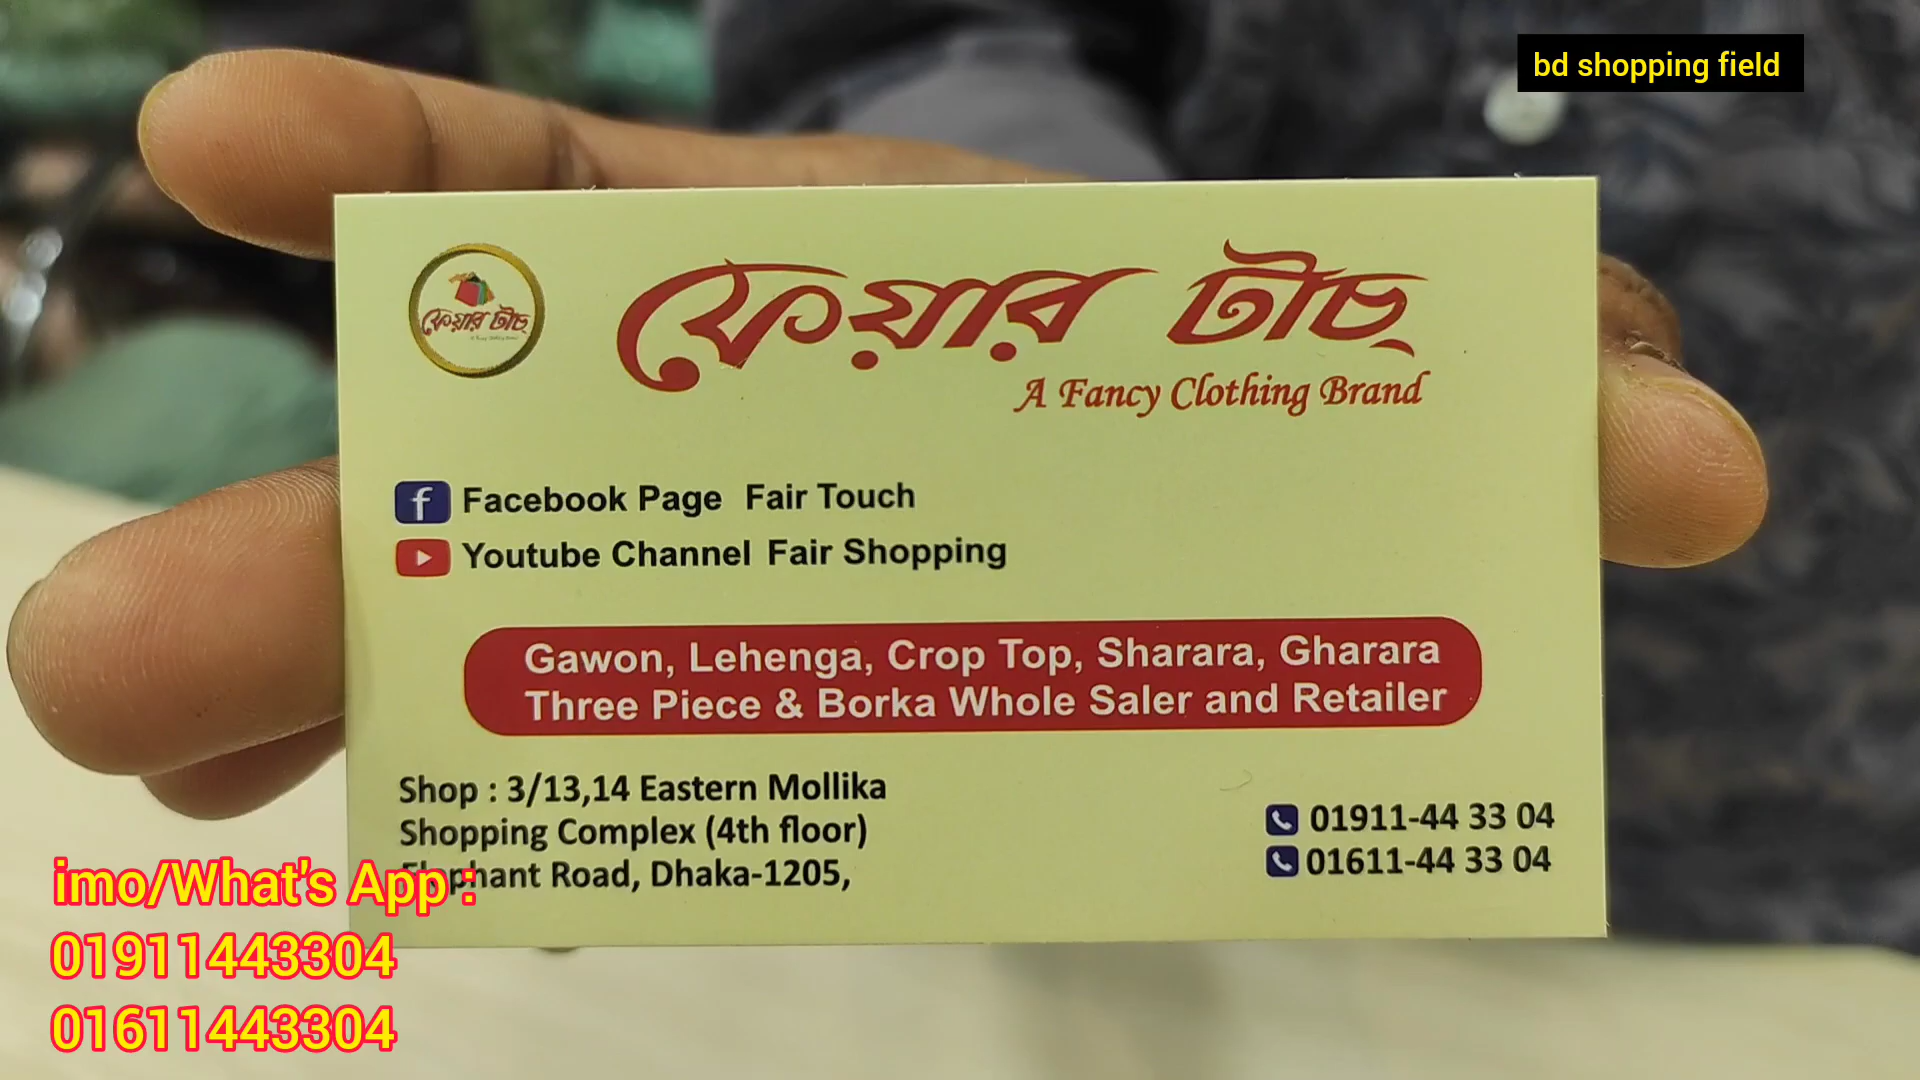 bd shopping field
ফেয়ার টাচ্
ফেয়ার টাচ্
A Fancy Clothing Brand
Facebook Page Fair Touch
Youtube Channel Fair Shopping
Gawon, Lehenga, Crop Top, Sharara, Gharara
Three Piece & Borka Whole Saler and Retailer
Shop : 3/13,14 Eastern Mollika
Shopping Complex (4th floor)
Elephant Road, Dhaka-1205,
01911-44 33 04
01611-44 33 04
imo/What's App :
01911443304
01611443304